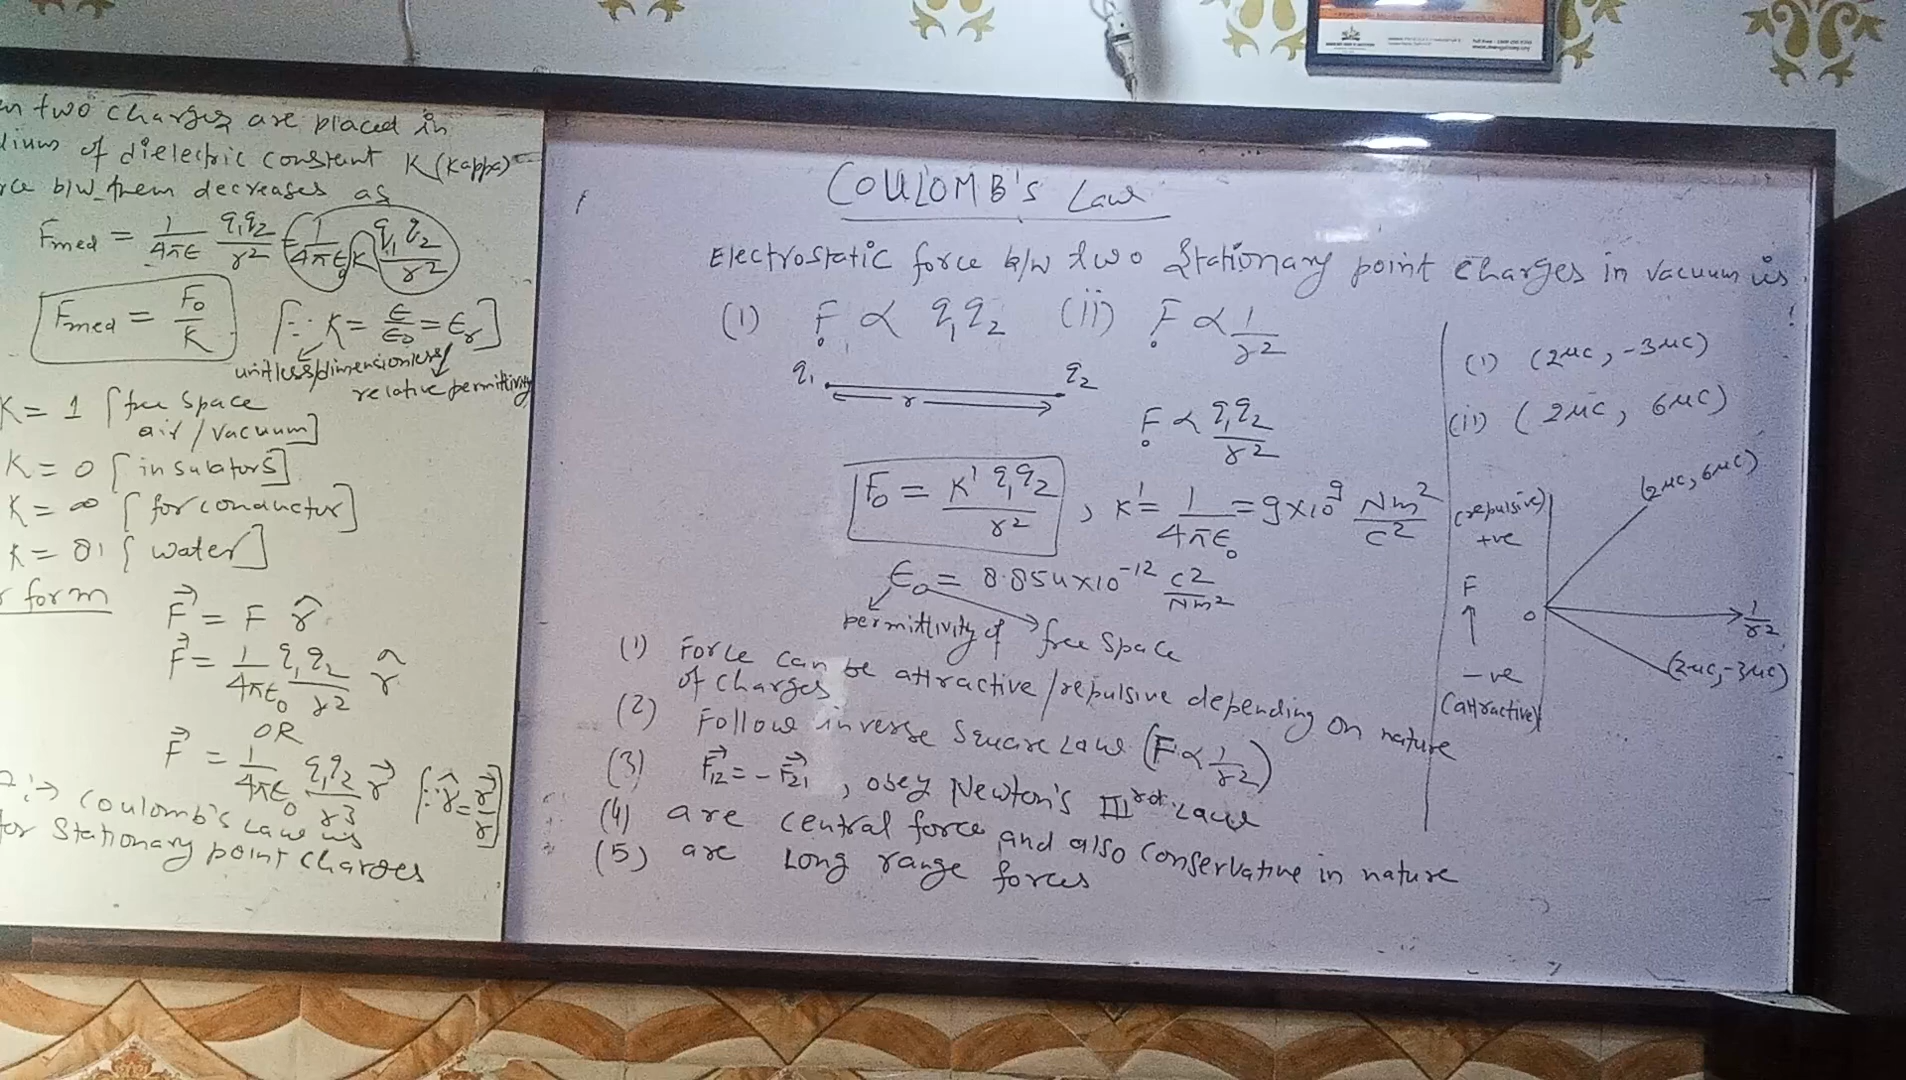 two charges are placed in
of dielectric constant K (Kappa)
b/w them decreases as
Fmed = 1/4πε q₁q₂/r² = 1/4πε₀K q₁q₂/r²
Fmed = F₀/K [∵ K = ε/ε₀ = εr]
unitless/dimensionless
relative permittivity
K = 1 [free space
air / vacuum]
K = 0 [insulators]
K = ∞ [for conductor]
K = 81 [water]
form
F⃗ = F r̂
F⃗ = 1/4πε₀ q₁q₂/r² r̂
OR
F⃗ = 1/4πε₀ q₁q₂/r³ r⃗ [∵ r̂ = r⃗/r]
:→ Coulomb's Law is
for Stationary point charges
COULOMB'S Law
Electrostatic force b/w two Stationary point charges in vacuum is
(i) F₀ ∝ q₁q₂ (ii) F₀ ∝ 1/r²
q₁ q₂
r
F₀ ∝ q₁q₂/r²
F₀ = K' q₁q₂/r² , K' = 1/4πε₀ = 9×10⁹ Nm²/C²
ε₀ = 8.854×10⁻¹² C²/Nm²
permittivity of free space
(1) Force can be attractive/repulsive depending on nature
of charges
(2) Follow inverse square law (F ∝ 1/r²)
(3) F⃗₁₂ = -F⃗₂₁ , obey Newton's IIIrd Law
(4) are central force and also conservative in nature
(5) are Long range forces
(i) (2μc, -3μc)
(ii) (2μc, 6μc)
(2μc, 6μc)
(repulsive)
+ve
F
↑
O
1/r²
-ve
(2μc, -3μc)
(attractive)